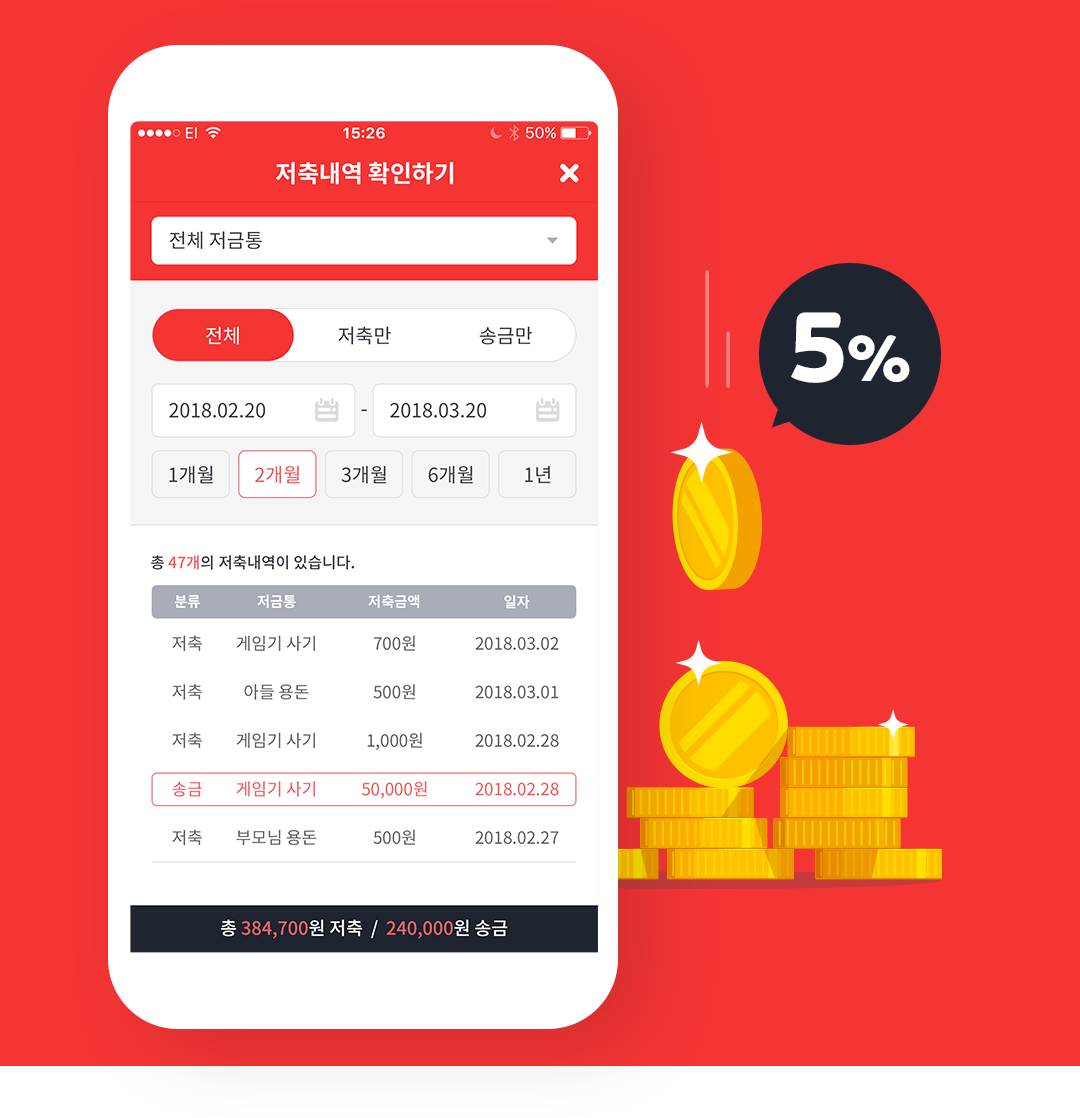 EI 15:26 50%
저축내역 확인하기
전체 저금통
전체 저축만 송금만
2018.02.20 - 2018.03.20
1개월 2개월 3개월 6개월 1년
총 47개의 저축내역이 있습니다.
분류 저금통 저축금액 일자
저축 게임기 사기 700원 2018.03.02
저축 아들 용돈 500원 2018.03.01
저축 게임기 사기 1,000원 2018.02.28
송금 게임기 사기 50,000원 2018.02.28
저축 부모님 용돈 500원 2018.02.27
총 384,700원 저축 / 240,000원 송금
5%